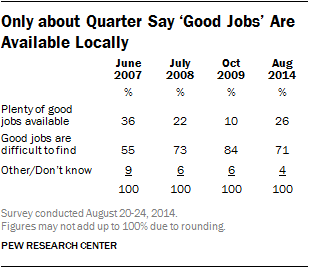 Only about Quarter Say ‘Good Jobs’ Are
Available Locally
June July Oct Aug
2007 2008 2009 2014
% % % %
Plenty of good
jobs available 36 22 10 26
Good jobs are
difficult to find 55 73 84 71
Other/Don’t know 9 6 6 4
100 100 100 100
Survey conducted August 20-24, 2014.
Figures may not add up to 100% due to rounding.
PEW RESEARCH CENTER